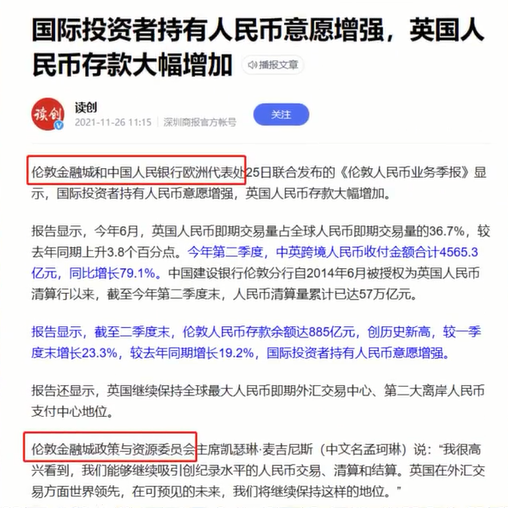 国际投资者持有人民币意愿增强，英国人
民币存款大幅增加
播报文章
读创
读创
2021-11-26 11:15
深圳商报官方帐号
关注
伦敦金融城和中国人民银行欧洲代表处25日联合发布的《伦敦人民币业务季报》显
示，国际投资者持有人民币意愿增强，英国人民币存款大幅增加。
报告显示，今年6月，英国人民币即期交易量占全球人民币即期交易量的36.7%，较
去年同期上升3.8个百分点。今年第二季度，中英跨境人民币收付金额合计4565.3
亿元，同比增长79.1%。中国建设银行伦敦分行自2014年6月被授权为英国人民币
清算行以来，截至今年第二季度末，人民币清算量累计已达57万亿元。
报告显示，截至二季度末，伦敦人民币存款余额达885亿元，创历史新高，较一季
度末增长23.3%，较去年同期增长19.2%，国际投资者持有人民币意愿增强。
报告还显示，英国继续保持全球最大人民币即期外汇交易中心、第二大离岸人民币
支付中心地位。
伦敦金融城政策与资源委员会主席凯瑟琳·麦吉尼斯（中文名孟珂琳）说：“我很高
兴看到，我们能够继续吸引创纪录水平的人民币交易、清算和结算。英国在外汇交
易方面世界领先，在可预见的未来，我们将继续保持这样的地位。”